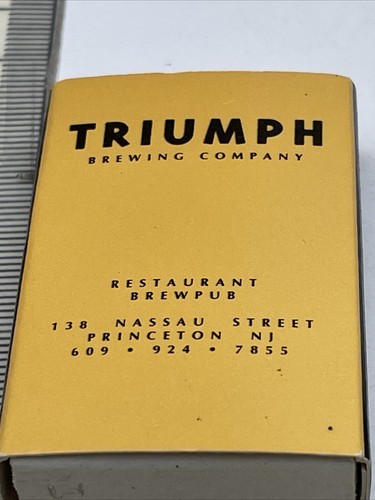 TRIUMPH
BREWING COMPANY
RESTAURANT
BREWPUB
138 NASSAU STREET
PRINCETON NJ
609 • 924 • 7855